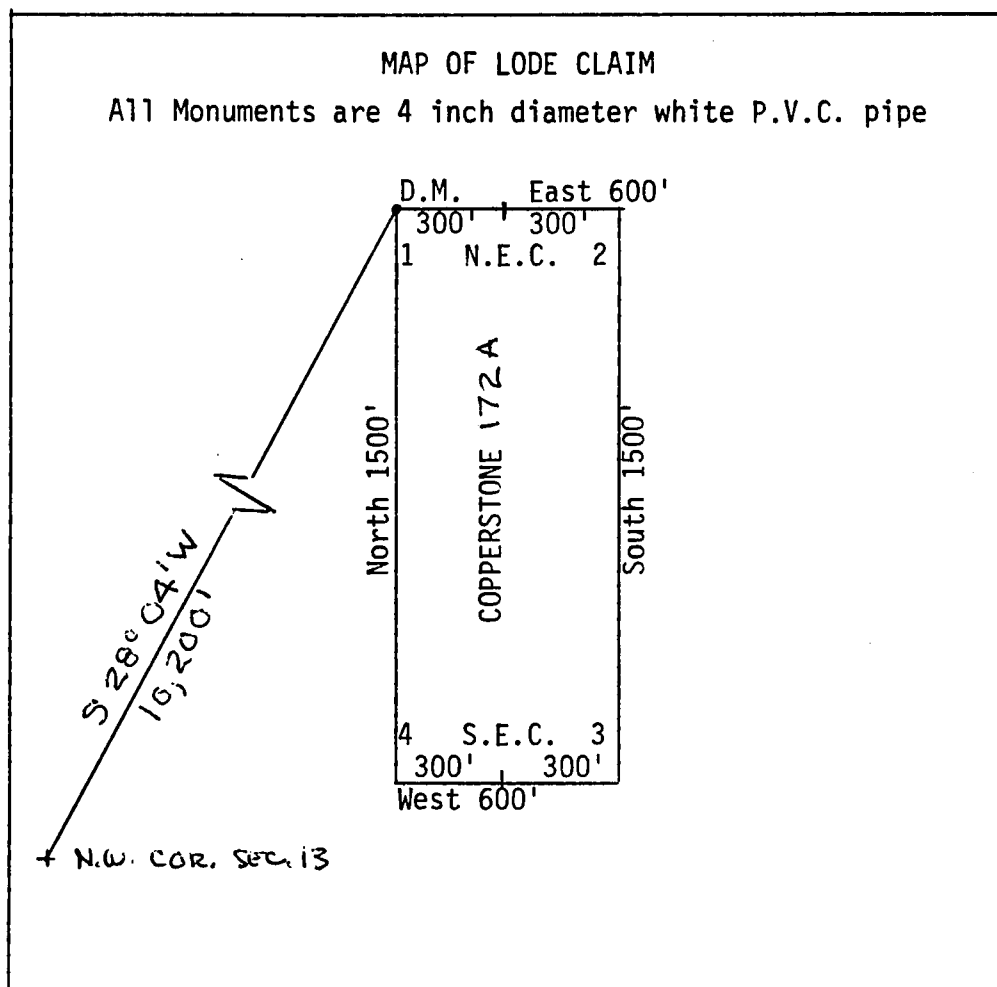 MAP OF LODE CLAIM
All Monuments are 4 inch diameter white P.V.C. pipe
D.M. East 600'
300' 300'
1 N.E.C. 2
North 1500'
COPPERSTONE 172A
South 1500'
S 28° 04' W
10,200'
4 S.E.C. 3
300' 300'
West 600'
N.W. COR. SEC. 13